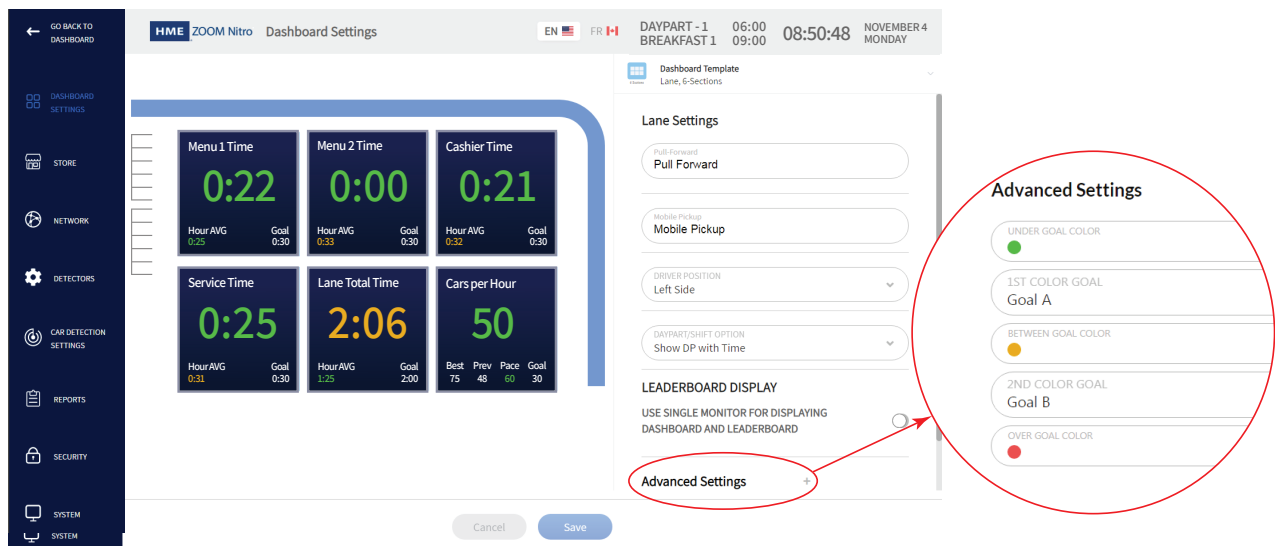 GO BACK TO
DASHBOARD
HME ZOOM Nitro Dashboard Settings
EN FR
DAYPART - 1 06:00
BREAKFAST 1 09:00
08:50:48
NOVEMBER 4
MONDAY
DASHBOARD
SETTINGS
STORE
NETWORK
DETECTORS
CAR DETECTION
SETTINGS
REPORTS
SECURITY
SYSTEM
SYSTEM
Menu 1 Time
0:22
Hour AVG Goal
0:25 0:30
Menu 2 Time
0:00
Hour AVG Goal
0:33 0:30
Cashier Time
0:21
Hour AVG Goal
0:32 0:30
Service Time
0:25
Hour AVG Goal
0:31 0:30
Lane Total Time
2:06
Hour AVG Goal
1:25 2:00
Cars per Hour
50
Best Prev Pace Goal
75 48 60 30
Cancel
Save
Dashboard Template
Lane, 6-Sections
Lane Settings
Pull-Forward
Pull Forward
Mobile Pickup
Mobile Pickup
DRIVER POSITION
Left Side
DAYPART/SHIFT OPTION
Show DP with Time
LEADERBOARD DISPLAY
USE SINGLE MONITOR FOR DISPLAYING
DASHBOARD AND LEADERBOARD
Advanced Settings +
Advanced Settings
UNDER GOAL COLOR
1ST COLOR GOAL
Goal A
BETWEEN GOAL COLOR
2ND COLOR GOAL
Goal B
OVER GOAL COLOR